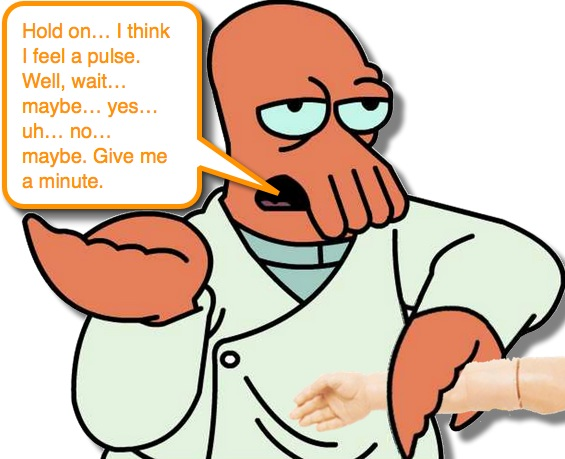 Hold on… I think
I feel a pulse.
Well, wait…
maybe… yes…
uh… no…
maybe. Give me
a minute.